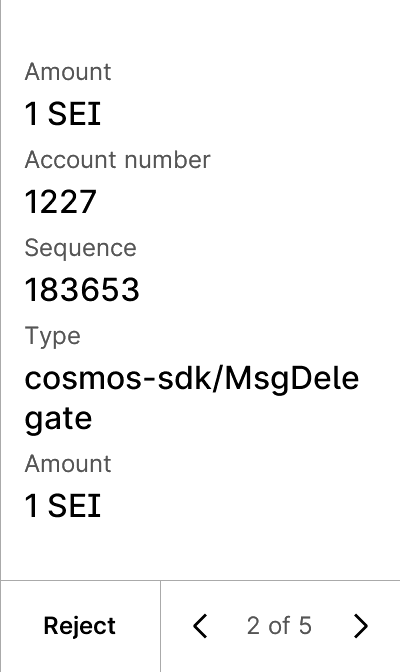 Amount
1 SEI
Account number
1227
Sequence
183653
Type
cosmos-sdk/MsgDele
gate
Amount
1 SEI
Reject
2 of 5